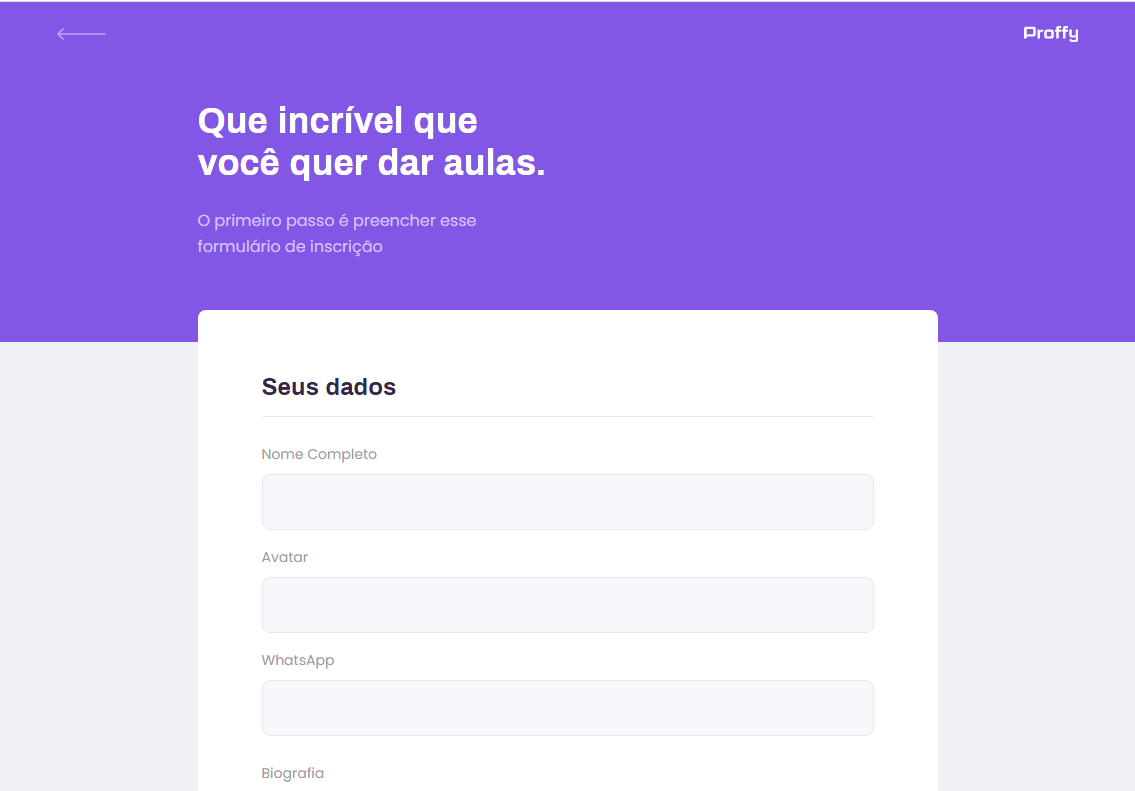 Proffy
Que incrível que
você quer dar aulas.
O primeiro passo é preencher esse
formulário de inscrição
Seus dados
Nome Completo
Avatar
WhatsApp
Biografia